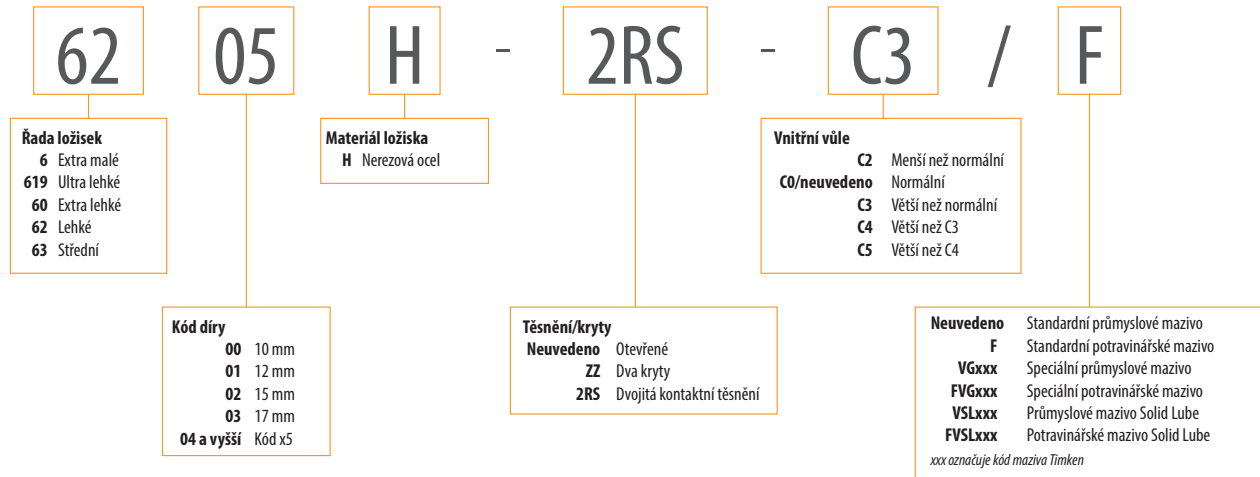 62 05 H - 2RS - C3 / F
Řada ložisek
6 Extra malé
619 Ultra lehké
60 Extra lehké
62 Lehké
63 Střední
Materiál ložiska
H Nerezová ocel
Vnitřní vůle
C2 Menší než normální
C0/neuvedeno Normální
C3 Větší než normální
C4 Větší než C3
C5 Větší než C4
Kód díry
00 10 mm
01 12 mm
02 15 mm
03 17 mm
04 a vyšší Kód x5
Těsnění/kryty
Neuvedeno Otevřené
ZZ Dva kryty
2RS Dvojitá kontaktní těsnění
Neuvedeno Standardní průmyslové mazivo
F Standardní potravinářské mazivo
VGxxx Speciální průmyslové mazivo
FVGxxx Speciální potravinářské mazivo
VSLxxx Průmyslové mazivo Solid Lube
FVSLxxx Potravinářské mazivo Solid Lube
xxx označuje kód maziva Timken